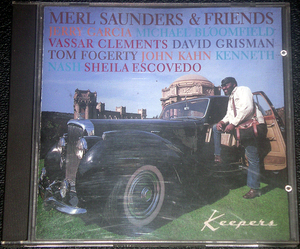 MERL SAUNDERS & FRIENDS
JERRY GARCIA MICHAEL BLOOMFIELD
VASSAR CLEMENTS DAVID GRISMAN
TOM FOGERTY JOHN KAHN KENNETH
NASH SHEILA ESCOVEDO
Keepers